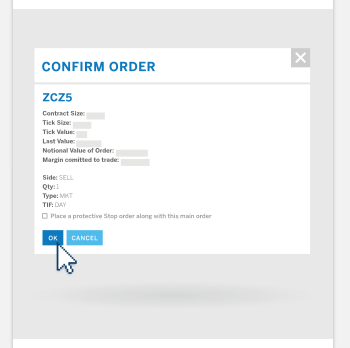 CONFIRM ORDER
ZCZ5
Contract Size:
Tick Size:
Tick Value:
Last Value:
Notional Value of Order:
Margin comitted to trade:
Side: SELL
Qty: 1
Type: MKT
TIF: DAY
Place a protective Stop order along with this main order
OK CANCEL